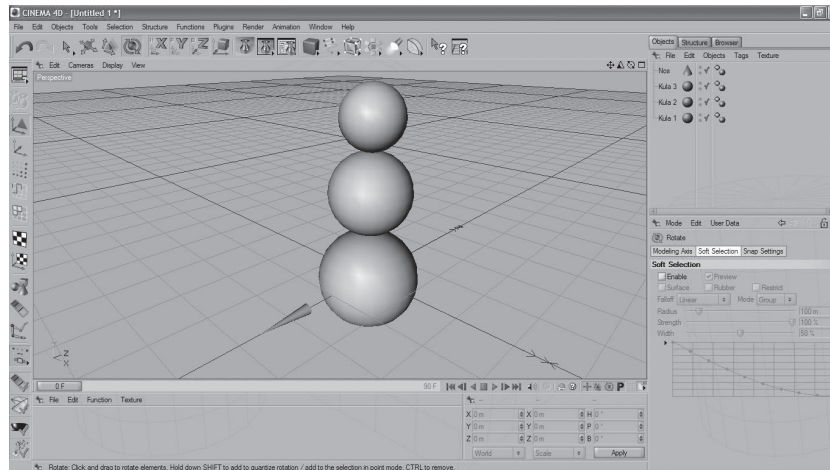 CINEMA 4D - [Untitled 1 *]
File Edit Objects Tools Selection Structure Functions Plugins Render Animation Window Help
Edit Cameras Display View
Perspective
Objects Structure Browser
File Edit Objects Tags Texture
Nos
Kula 3
Kula 2
Kula 1
Mode Edit User Data
Rotate
Modeling Axis Soft Selection Snap Settings
Soft Selection
Enable Preview
Surface Rubber Restrict
Falloff Linear Mode Group
Radius 100 m
Strength 100 %
Width 50 %
Z
X
0 F 90 F P
File Edit Function Texture
X 0 m X 0 m H 0 °
Y 0 m Y 0 m P 0 °
Z 0 m Z 0 m B 0 °
World Scale Apply
Rotate: Click and drag to rotate elements. Hold down SHIFT to add to quantize rotation / add to the selection in point mode, CTRL to remove.